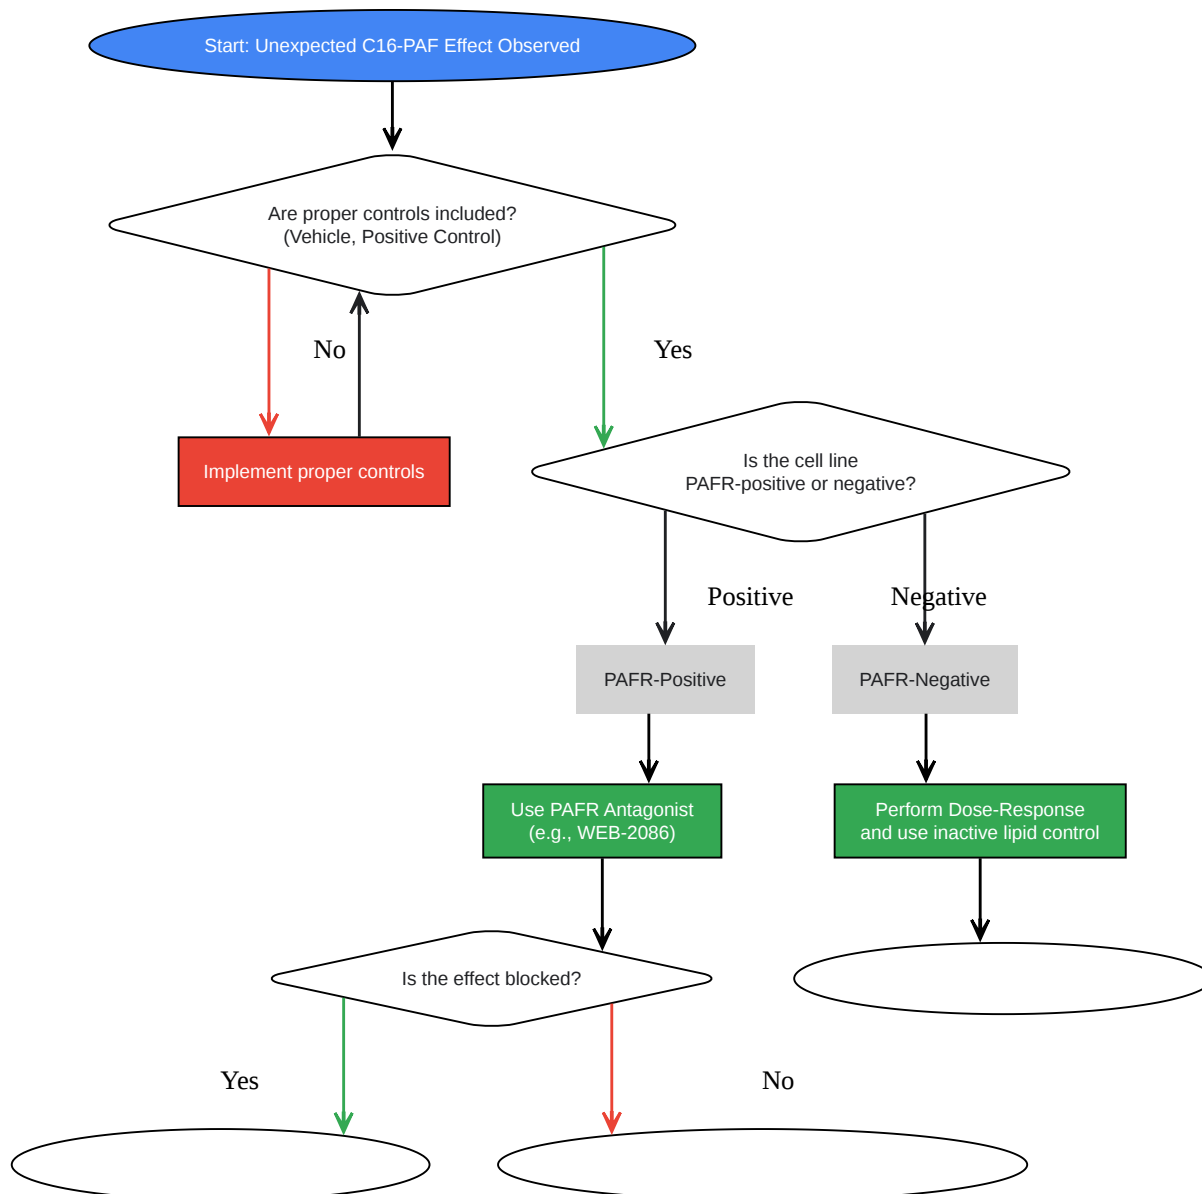 Start: Unexpected C16-PAF Effect Observed
Are proper controls included?
(Vehicle, Positive Control)
No
Yes
Implement proper controls
Is the cell line
PAFR-positive or negative?
Positive
Negative
PAFR-Positive
PAFR-Negative
Use PAFR Antagonist
(e.g., WEB-2086)
Perform Dose-Response
and use inactive lipid control
Is the effect blocked?
Yes
No